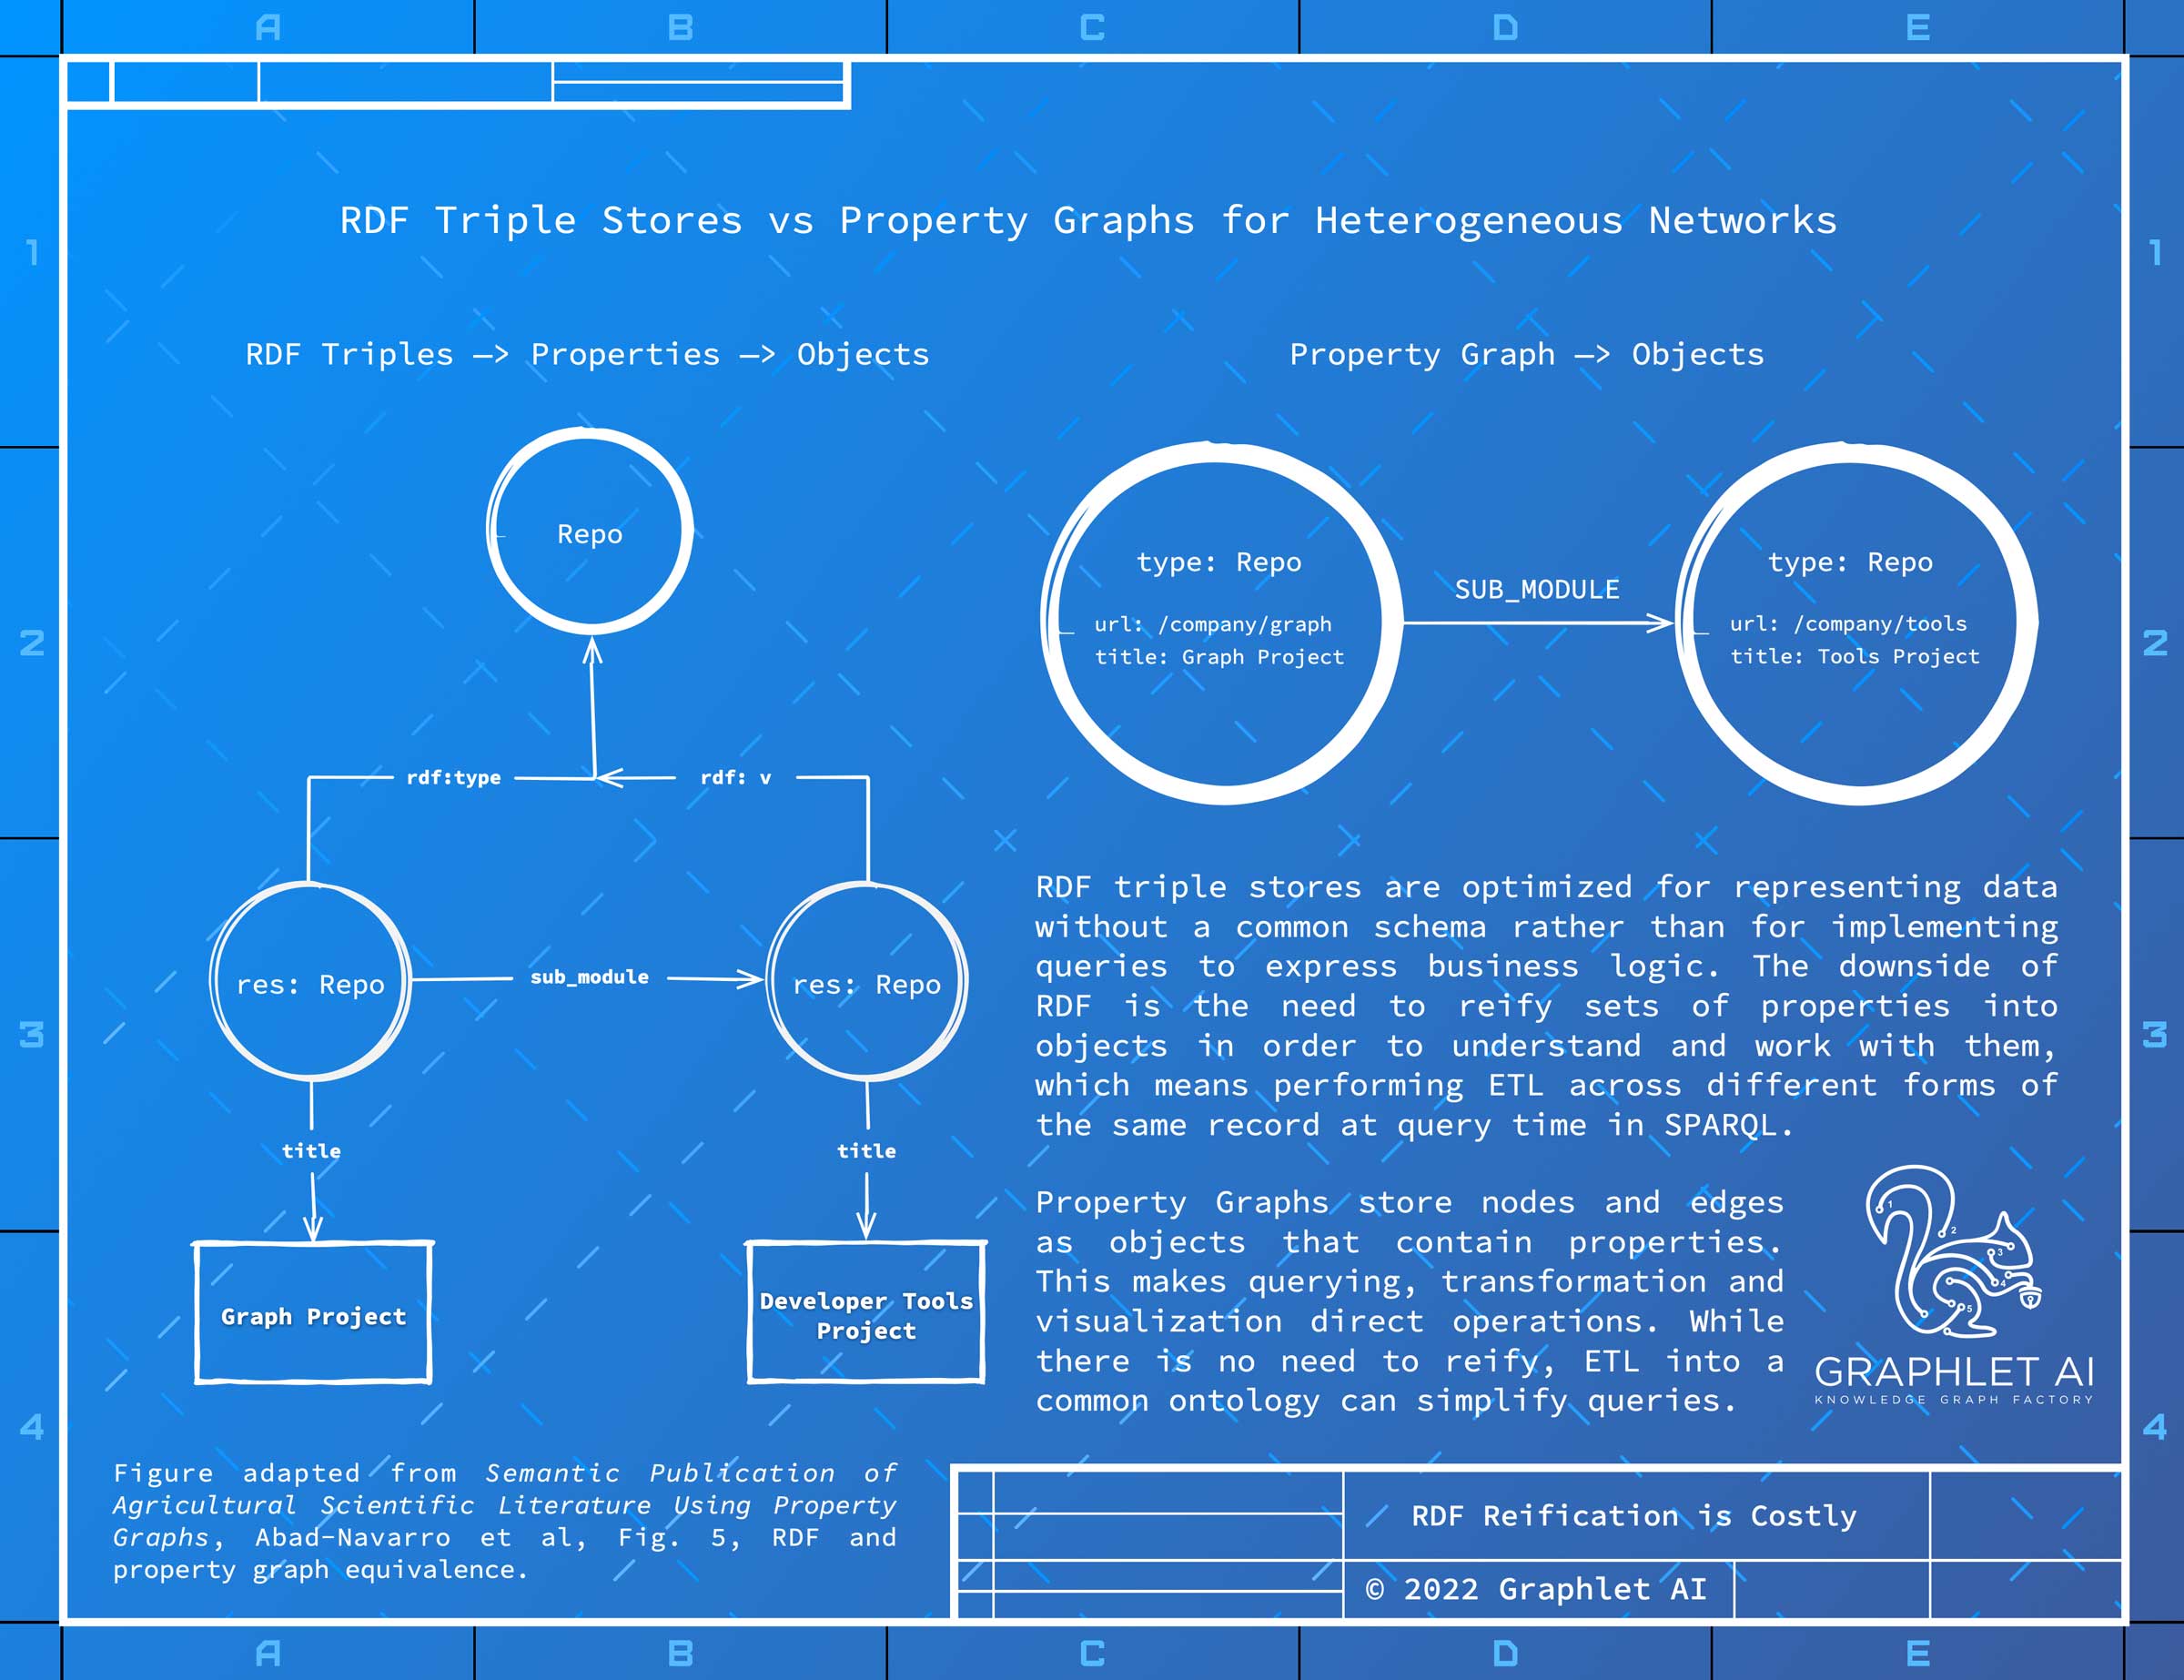 A B C D E
1 1
2 2
3 3
4 4
RDF Triple Stores vs Property Graphs for Heterogeneous Networks
RDF Triples —> Properties —> Objects
Repo
rdf:type
rdf: v
res: Repo
sub_module
res: Repo
title
title
Graph Project
Developer Tools
Project
Figure adapted from Semantic Publication of
Agricultural Scientific Literature Using Property
Graphs, Abad-Navarro et al, Fig. 5, RDF and
property graph equivalence.
Property Graph —> Objects
type: Repo
url: /company/graph
title: Graph Project
SUB_MODULE
type: Repo
url: /company/tools
title: Tools Project
RDF triple stores are optimized for representing data
without a common schema rather than for implementing
queries to express business logic. The downside of
RDF is the need to reify sets of properties into
objects in order to understand and work with them,
which means performing ETL across different forms of
the same record at query time in SPARQL.
Property Graphs store nodes and edges
as objects that contain properties.
This makes querying, transformation and
visualization direct operations. While
there is no need to reify, ETL into a
common ontology can simplify queries.
1
2
3
4
5
GRAPHLET AI
KNOWLEDGE GRAPH FACTORY
RDF Reification is Costly
© 2022 Graphlet AI
A B C D E